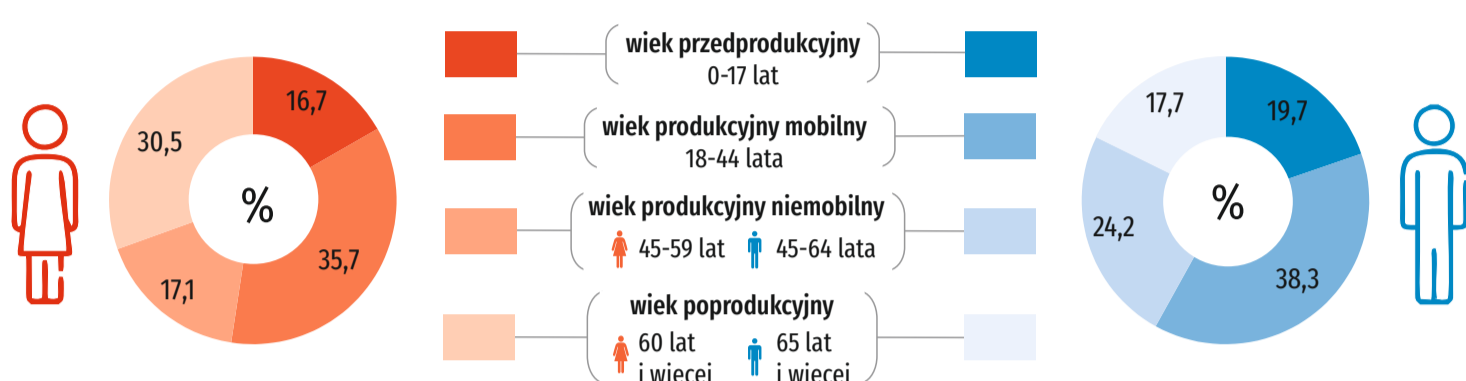 16,7
35,7
17,1
30,5
%
wiek przedprodukcyjny
0-17 lat
wiek produkcyjny mobilny
18-44 lata
wiek produkcyjny niemobilny
45-59 lat 45-64 lata
wiek poprodukcyjny
60 lat 65 lat
i więcej i więcej
19,7
38,3
24,2
17,7
%